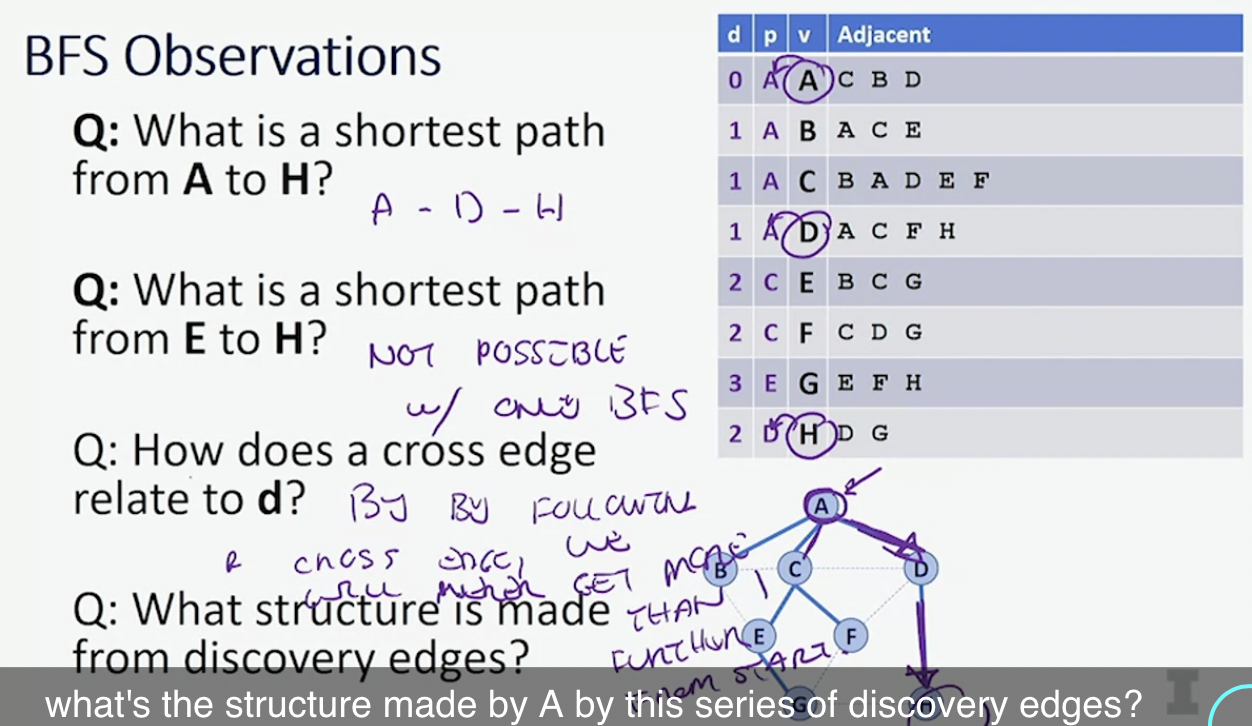 BFS Observations
Q: What is a shortest path
from A to H?
A - D - H
Q: What is a shortest path
from E to H?
NOT POSSIBLE
w/ ONLY BFS
Q: How does a cross edge
relate to d?
By By FOLLOWING
A CROSS EDGE, WE
WILL GET MORE
THAN 1
FURTHER
FROM START.
Q: What structure is made
from discovery edges?
d p v Adjacent
0 A A C B D
1 A B A C E
1 A C B A D E F
1 A D A C F H
2 C E B C G
2 C F C D G
3 E G E F H
2 D H D G
A
B C D
E F
G H
what's the structure made by A by this series of discovery edges?